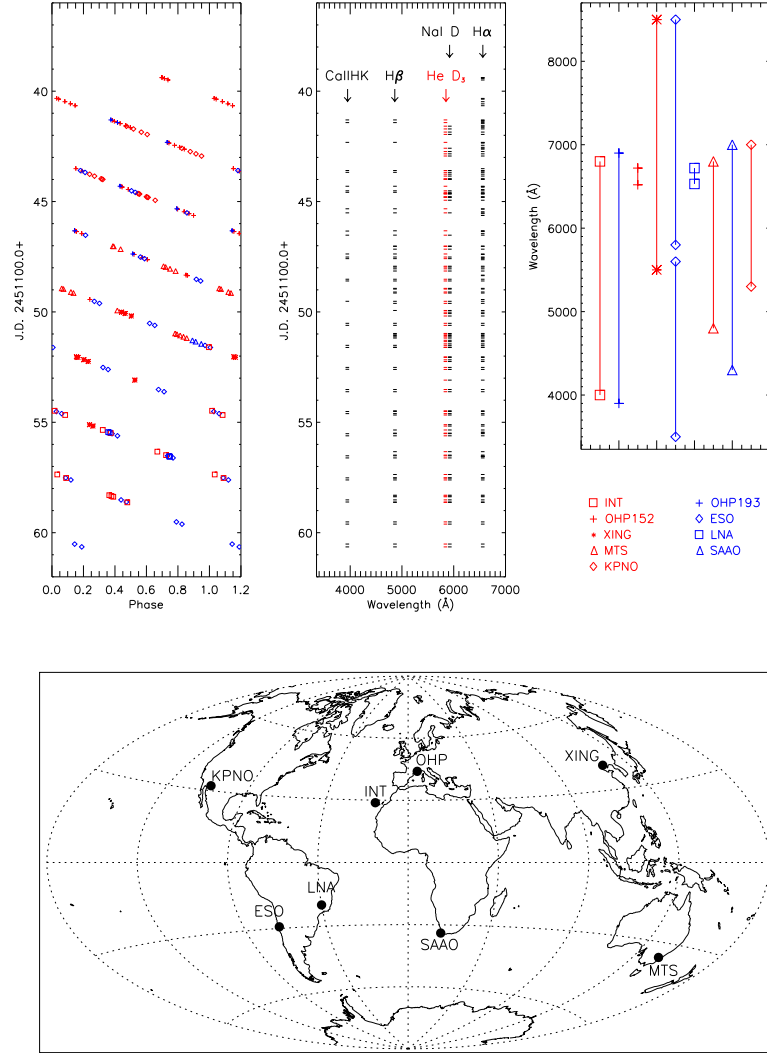 40
45
50
55
60
J.D. 2451100.0+
0.0 0.2 0.4 0.6 0.8 1.0 1.2
Phase
NaI D Hα
CaIIHK Hβ He D₃
40
45
50
55
60
J.D. 2451100.0+
4000 5000 6000 7000
Wavelength (Å)
8000
7000
6000
5000
4000
Wavelength (Å)
INT
OHP152
XING
MTS
KPNO
OHP193
ESO
LNA
SAAO
KPNO
OHP
XING
INT
LNA
ESO
SAAO
MTS